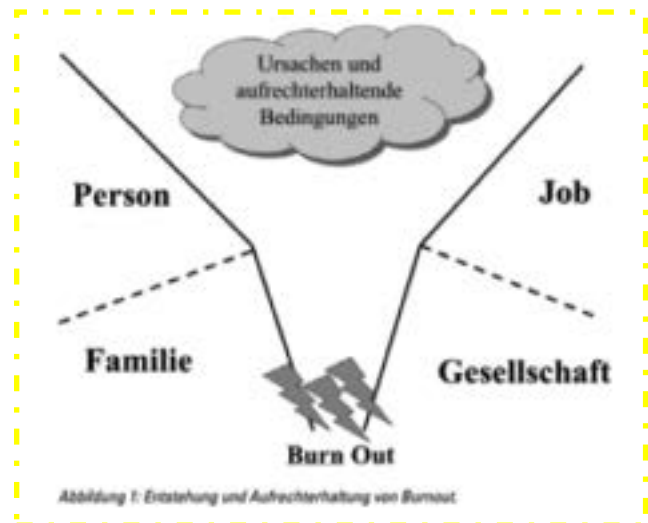 Ursachen und
aufrechterhaltende
Bedingungen
Person
Job
Familie
Gesellschaft
Burn Out
Abbildung 1: Entstehung und Aufrechterhaltung von Burnout.